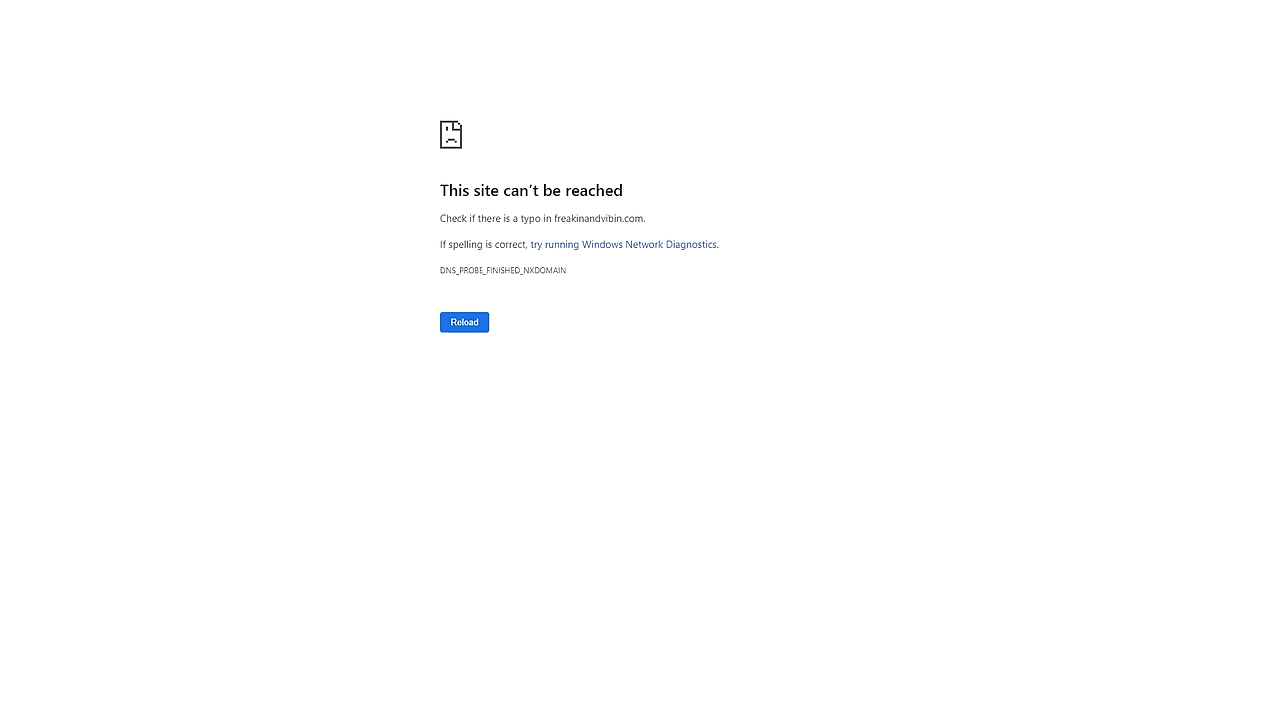 This site can’t be reached
Check if there is a typo in freakinandvibin.com.
If spelling is correct, try running Windows Network Diagnostics.
DNS_PROBE_FINISHED_NXDOMAIN
Reload